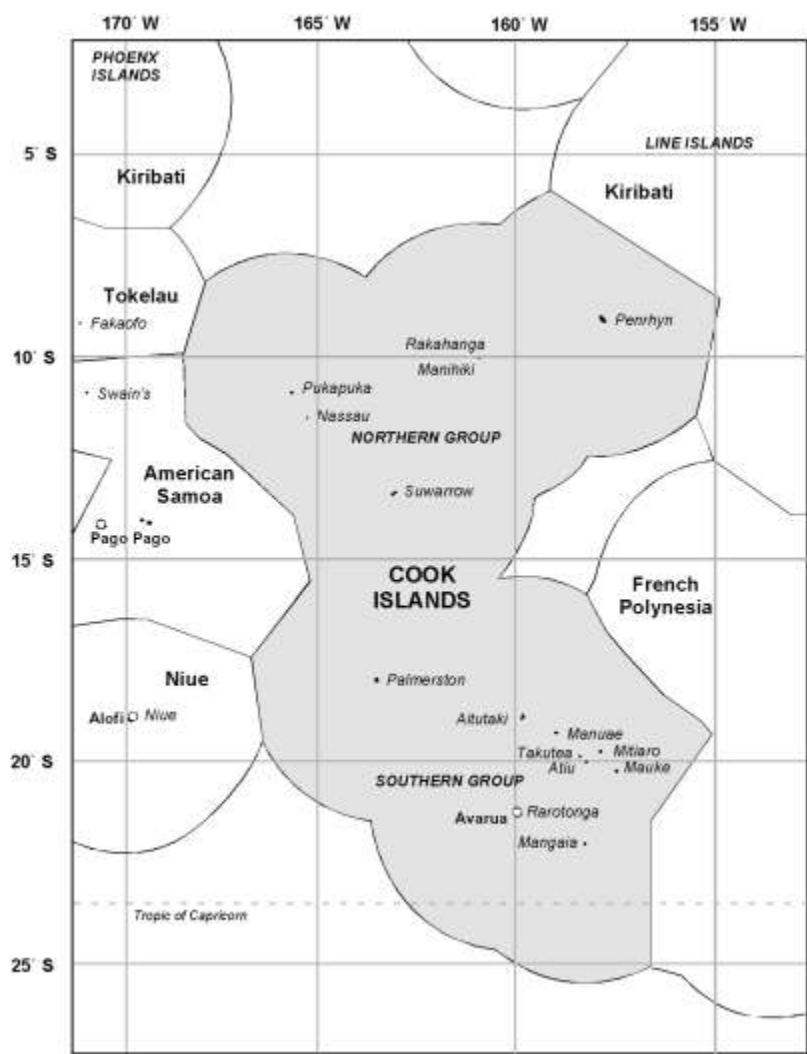 170° W 165° W 160° W 155° W
PHOENX
ISLANDS
5° S
LINE ISLANDS
Kiribati
Kiribati
Tokelau
Fakaofo
Penrhyn
Rakahanga
10° S
Manihiki
Swain's
Pukapuka
Nassau
NORTHERN GROUP
American
Samoa
Suwarrow
Pago Pago
15° S
COOK
ISLANDS
French
Polynesia
Niue
Palmerston
Alofi
Niue
Aitutaki
Manuae
Takutea
Mitiaro
20° S
Atiu
Mauke
SOUTHERN GROUP
Avarua
Rarotonga
Mangaia
Tropic of Capricorn
25° S